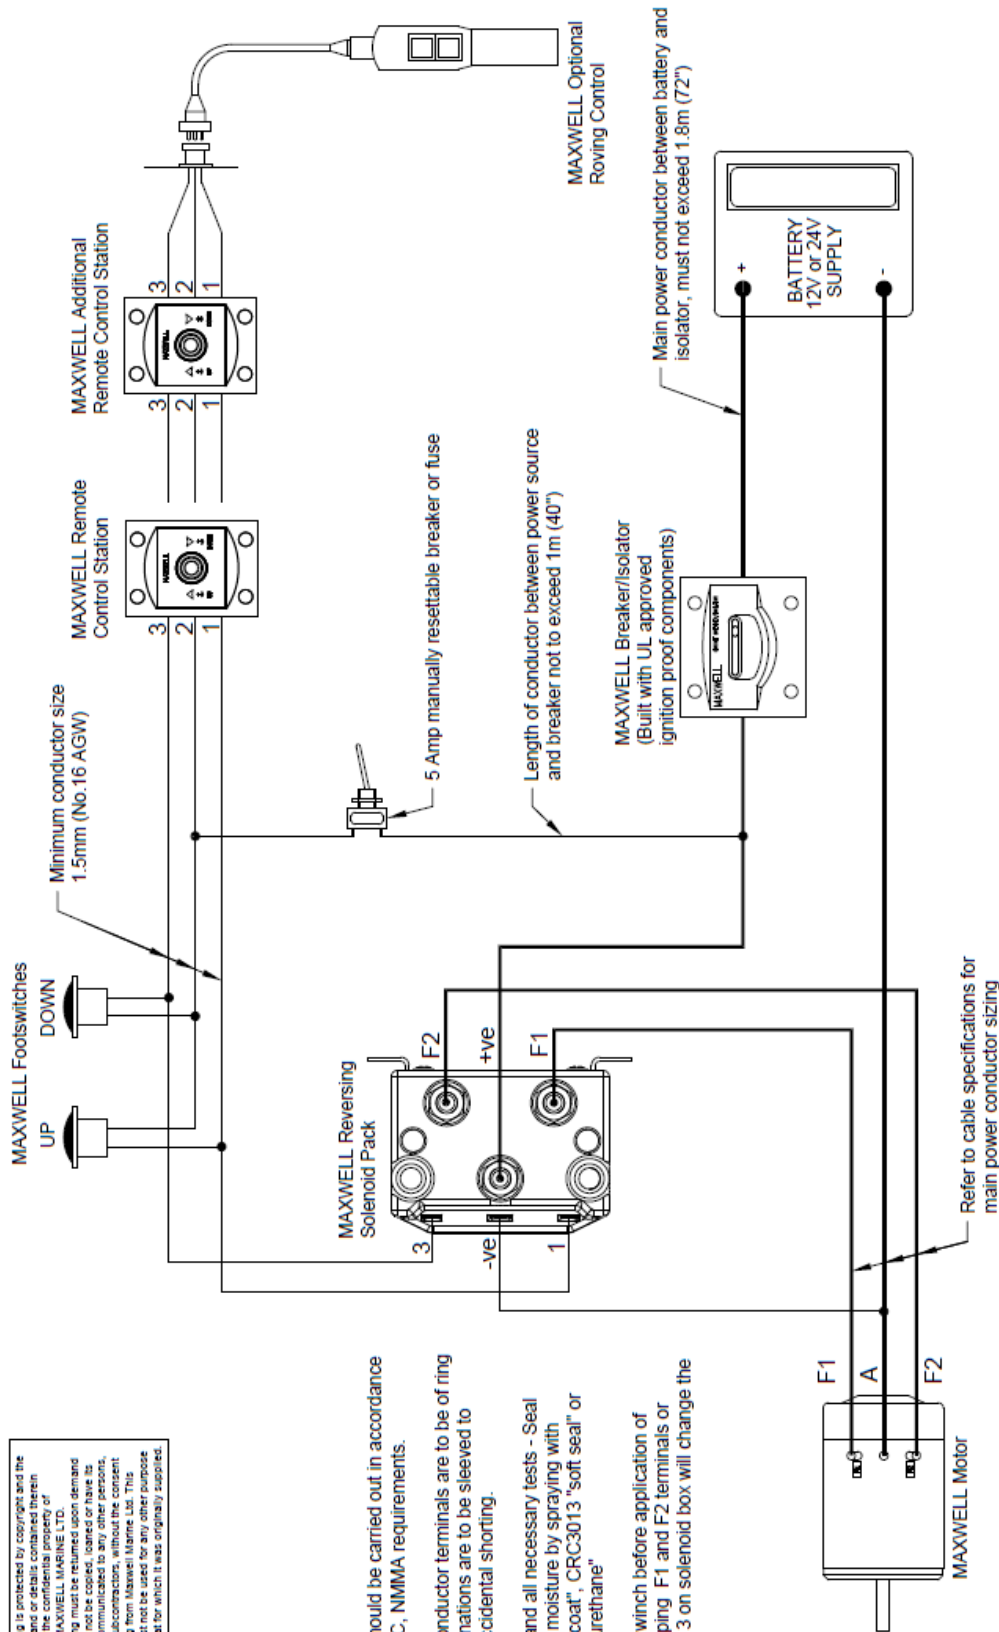 g is protected by copyright and the
and or details contained therein
the confidential property of
MAXWELL MARINE LTD.
ng must be returned upon demand
not be copied, loaned or have its
mmunicated to any other persons,
ubcontractors, without the consent
g from Maxwell Marine Ltd. This
st not be used for any other purpose
at for which it was originally supplied.
hould be carried out in accordance
C, NMMA requirements.
onductor terminals are to be of ring
nations are to be sleeved to
ccidental shorting.
and all necessary tests - Seal
moisture by spraying with
coat", CRC3013 "soft seal" or
urethane"
winch before application of
ping F1 and F2 terminals or
3 on solenoid box will change the
MAXWELL Footswitches
UP
DOWN
Minimum conductor size
1.5mm (No.16 AGW)
MAXWELL Remote
Control Station
3
2
1
MAXWELL
UP
MAXWELL Additional
Remote Control Station
3
2
1
3
2
1
MAXWELL
UP
MAXWELL Optional
Roving Control
5 Amp manually resettable breaker or fuse
Length of conductor between power source
and breaker not to exceed 1m (40")
MAXWELL Reversing
Solenoid Pack
3
-ve
1
F2
+ve
F1
MAXWELL Breaker/Isolator
(Built with UL approved
ignition proof components)
MAXWELL
Main power conductor between battery and
isolator, must not exceed 1.8m (72")
+
BATTERY
12V or 24V
SUPPLY
-
F1
A
F2
MAXWELL Motor
Refer to cable specifications for
main power conductor sizing